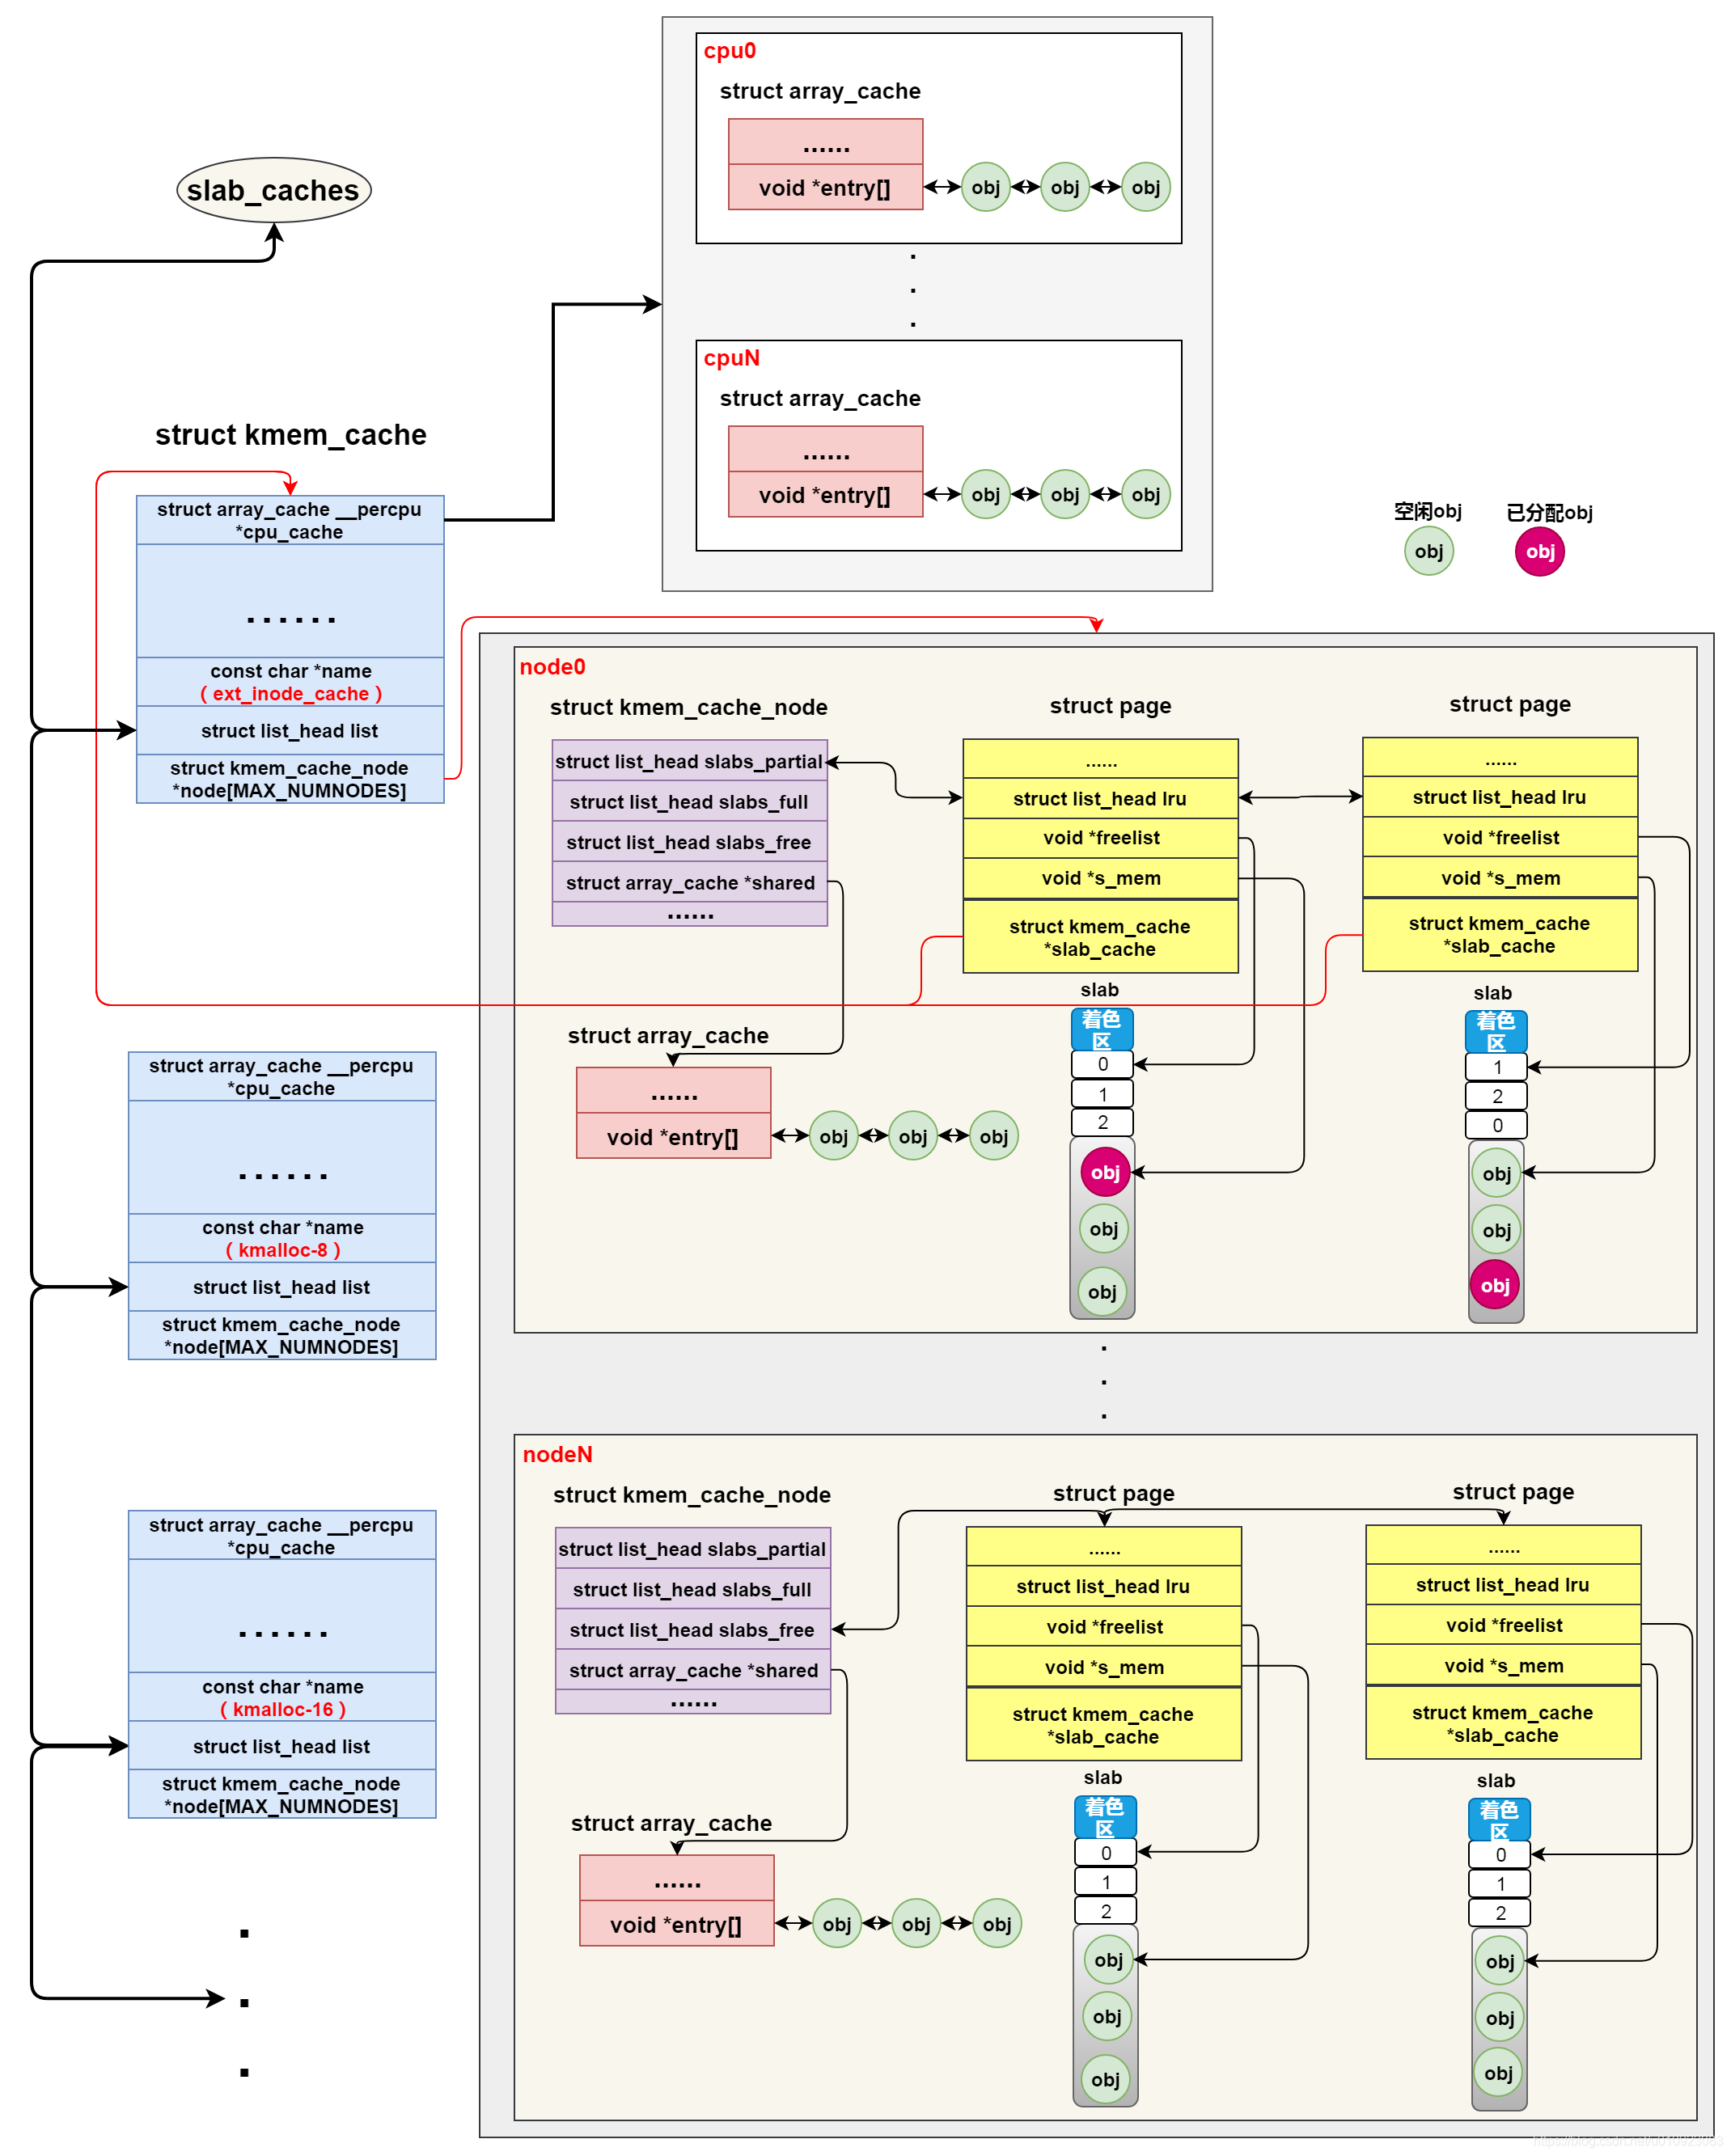 cpu0
struct array_cache
......
void *entry[]
obj
obj
obj
slab_caches
.
.
.
cpuN
struct array_cache
......
void *entry[]
obj
obj
obj
struct kmem_cache
struct array_cache __percpu
*cpu_cache
......
const char *name
( ext_inode_cache )
struct list_head list
struct kmem_cache_node
*node[MAX_NUMNODES]
空闲obj
已分配obj
obj
obj
node0
struct kmem_cache_node
struct list_head slabs_partial
struct list_head slabs_full
struct list_head slabs_free
struct array_cache *shared
......
struct page
......
struct list_head lru
void *freelist
void *s_mem
struct kmem_cache
*slab_cache
struct page
......
struct list_head lru
void *freelist
void *s_mem
struct kmem_cache
*slab_cache
struct array_cache
......
void *entry[]
obj
obj
obj
slab
着色
区
0
1
2
obj
obj
obj
slab
着色
区
1
2
0
obj
obj
obj
struct array_cache __percpu
*cpu_cache
......
const char *name
( kmalloc-8 )
struct list_head list
struct kmem_cache_node
*node[MAX_NUMNODES]
.
.
.
nodeN
struct kmem_cache_node
struct list_head slabs_partial
struct list_head slabs_full
struct list_head slabs_free
struct array_cache *shared
......
struct page
......
struct list_head lru
void *freelist
void *s_mem
struct kmem_cache
*slab_cache
struct page
......
struct list_head lru
void *freelist
void *s_mem
struct kmem_cache
*slab_cache
struct array_cache
......
void *entry[]
obj
obj
obj
slab
着色
区
0
1
2
obj
obj
obj
slab
着色
区
0
1
2
obj
obj
obj
struct array_cache __percpu
*cpu_cache
......
const char *name
( kmalloc-16 )
struct list_head list
struct kmem_cache_node
*node[MAX_NUMNODES]
.
.
.